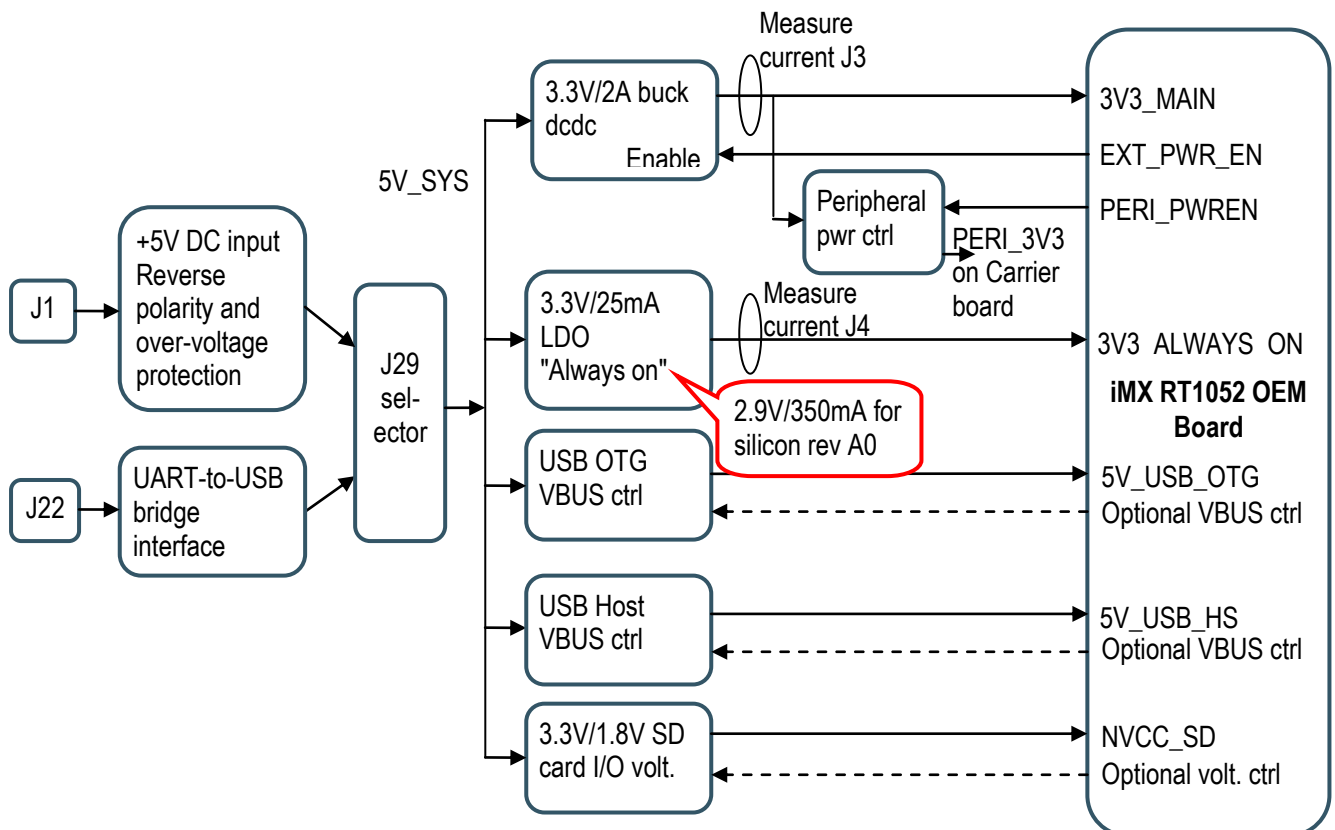 Measure
current J3
3.3V/2A buck
dcdc
Enable
3V3_MAIN
EXT_PWR_EN
PERI_PWREN
5V_SYS
Peripheral
pwr ctrl
PERI_3V3
on Carrier
board
+5V DC input
Reverse
polarity and
over-voltage
protection
J1
J29
sel-
ector
3.3V/25mA
LDO
"Always on"
Measure
current J4
3V3 ALWAYS ON
iMX RT1052 OEM
Board
2.9V/350mA for
silicon rev A0
J22
UART-to-USB
bridge
interface
USB OTG
VBUS ctrl
5V_USB_OTG
Optional VBUS ctrl
USB Host
VBUS ctrl
5V_USB_HS
Optional VBUS ctrl
3.3V/1.8V SD
card I/O volt.
NVCC_SD
Optional volt. ctrl